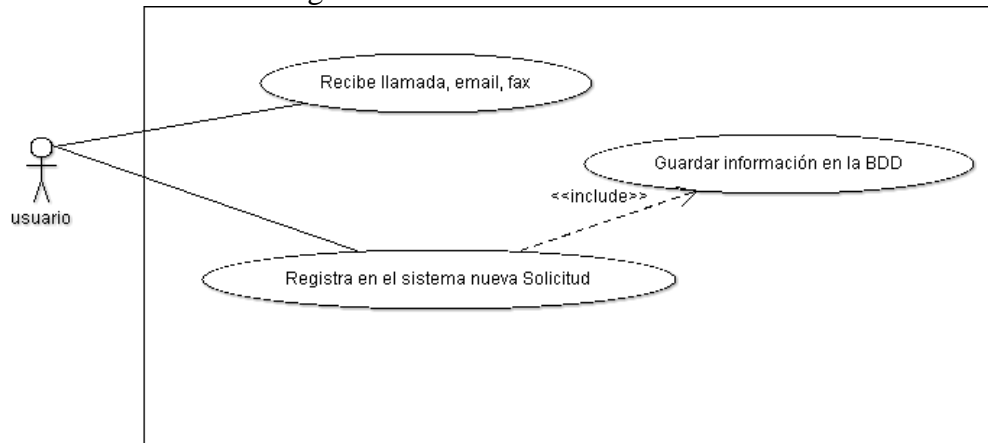 Recibe llamada, email, fax
Guardar información en la BDD
<<include>>
usuario
Registra en el sistema nueva Solicitud